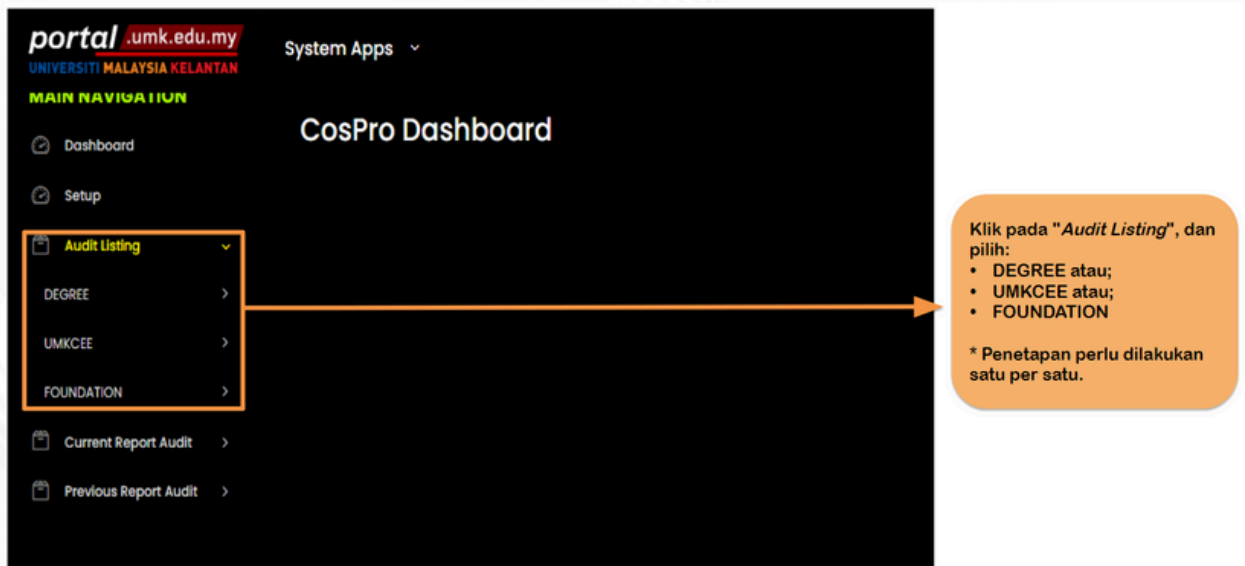 portal .umk.edu.my
UNIVERSITI MALAYSIA KELANTAN
System Apps
MAIN NAVIGATION
CosPro Dashboard
Dashboard
Setup
Audit Listing
DEGREE
UMKCEE
FOUNDATION
Current Report Audit
Previous Report Audit
Klik pada "Audit Listing", dan
pilih:
• DEGREE atau;
• UMKCEE atau;
• FOUNDATION
* Penetapan perlu dilakukan
satu per satu.